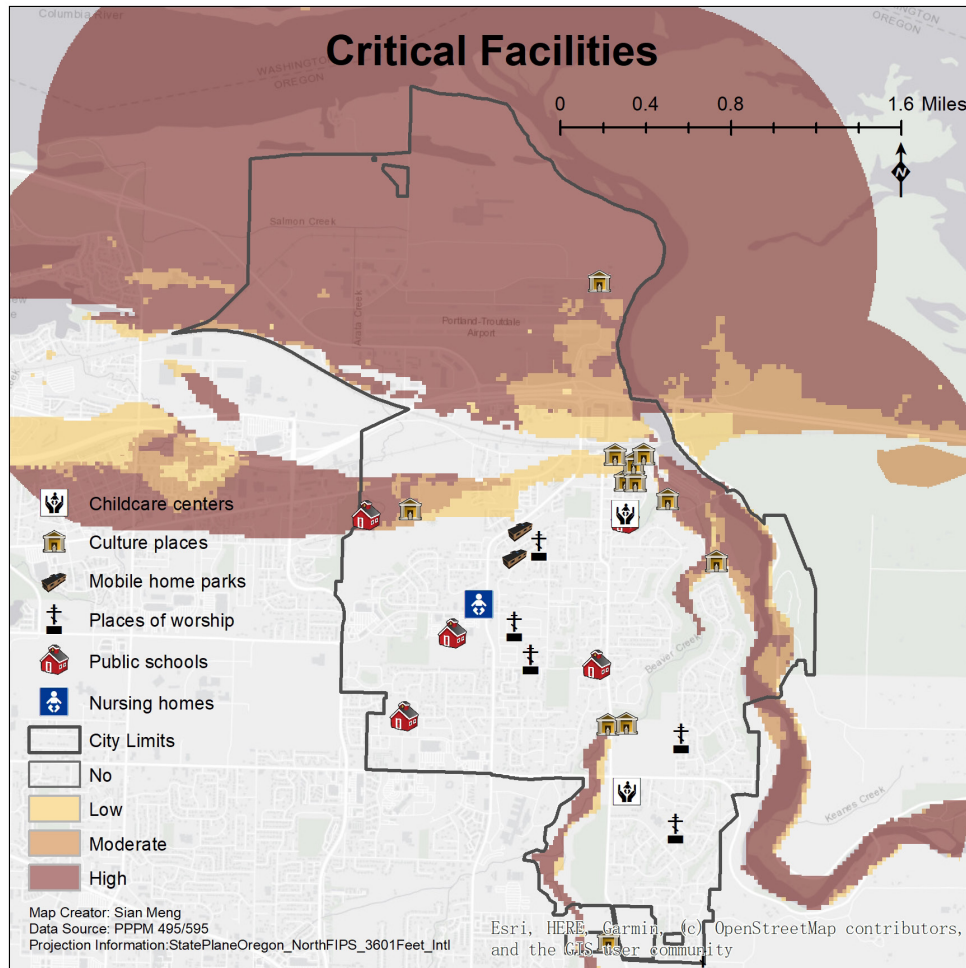 Columbia River
WASHINGTON
OREGON
WASHINGTON
OREGON
Critical Facilities
0 0.4 0.8 1.6 Miles
N
Salmon Creek
Arata Creek
Portland-Troutdale
Airport
Childcare centers
Culture places
Mobile home parks
Places of worship
Public schools
Nursing homes
City Limits
No
Low
Moderate
High
Beaver Creek
Keanes Creek
Map Creator: Sian Meng
Data Source: PPPM 495/595
Projection Information:StatePlaneOregon_NorthFIPS_3601Feet_Intl
Esri, HERE, Garmin, (c) OpenStreetMap contributors,
and the GIS user community